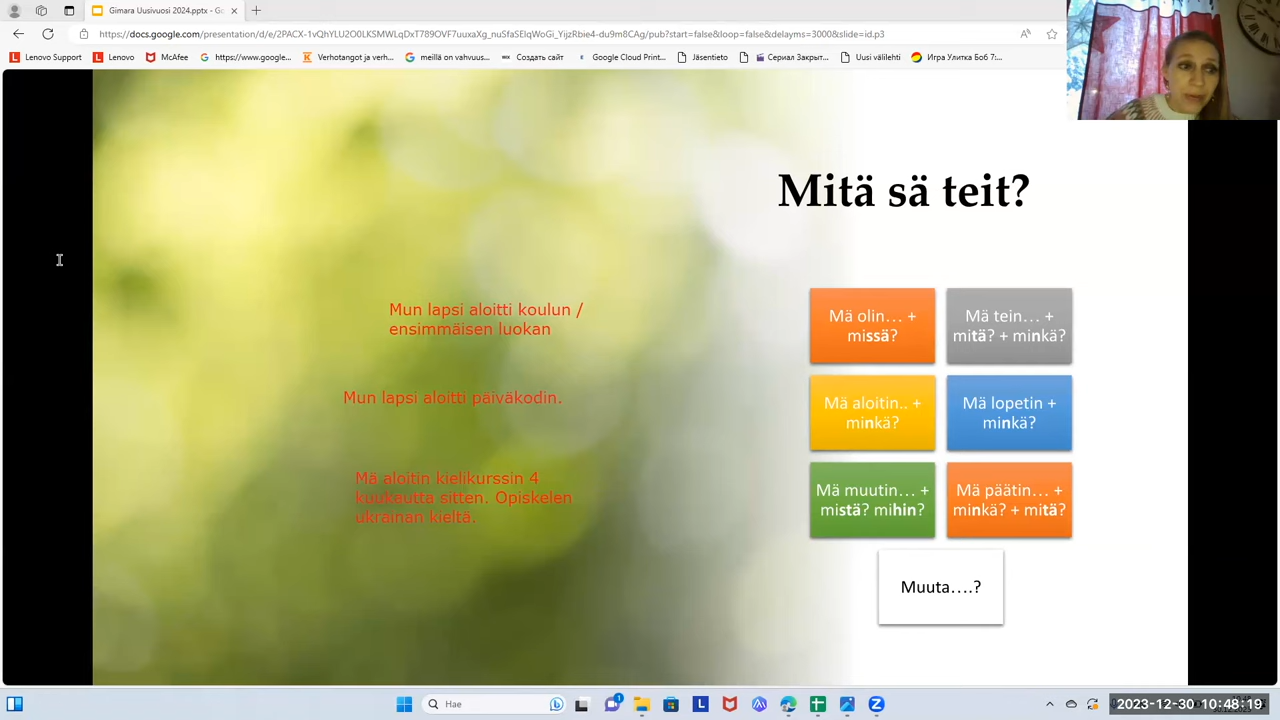 Gimara Uusivuosi 2024.pptx - Go
https://docs.google.com/presentation/d/e/2PACX-1vQhYLU2O0LKSMWLqDxT789OVF7uuxaXg_nuSfaSElqWoGi_YijzRbie4-du9m8CAg/pub?start=false&loop=false&delayms=3000&slide=id.p3
Lenovo Support
Lenovo
McAfee
https://www.google...
Verhotangot ja verh...
meillä on vahvuus...
Создать сайт
Google Cloud Print...
Jäsentieto
Сериал Закрыт...
Uusi välilehti
Игра Улитка Боб 7:...
Mitä sä teit?
Mun lapsi aloitti koulun /
ensimmäisen luokan
Mun lapsi aloitti päiväkodin.
Mä aloitin kielikurssin 4
kuukautta sitten. Opiskelen
ukrainan kieltä.
Mä olin... +
missä?
Mä tein... +
mitä? + minkä?
Mä aloitin.. +
minkä?
Mä lopetin +
minkä?
Mä muutin... +
mistä? mihin?
Mä päätin... +
minkä? + mitä?
Muuta....?
Hae
2023-12-30 10:48:19